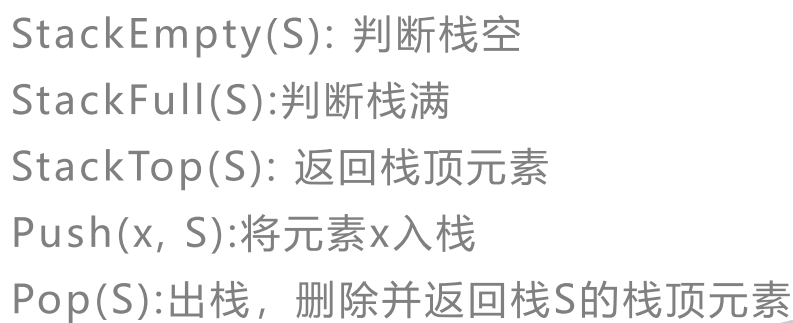 StackEmpty(S): 判断栈空
StackFull(S):判断栈满
StackTop(S): 返回栈顶元素
Push(x, S):将元素x入栈
Pop(S):出栈，删除并返回栈S的栈顶元素